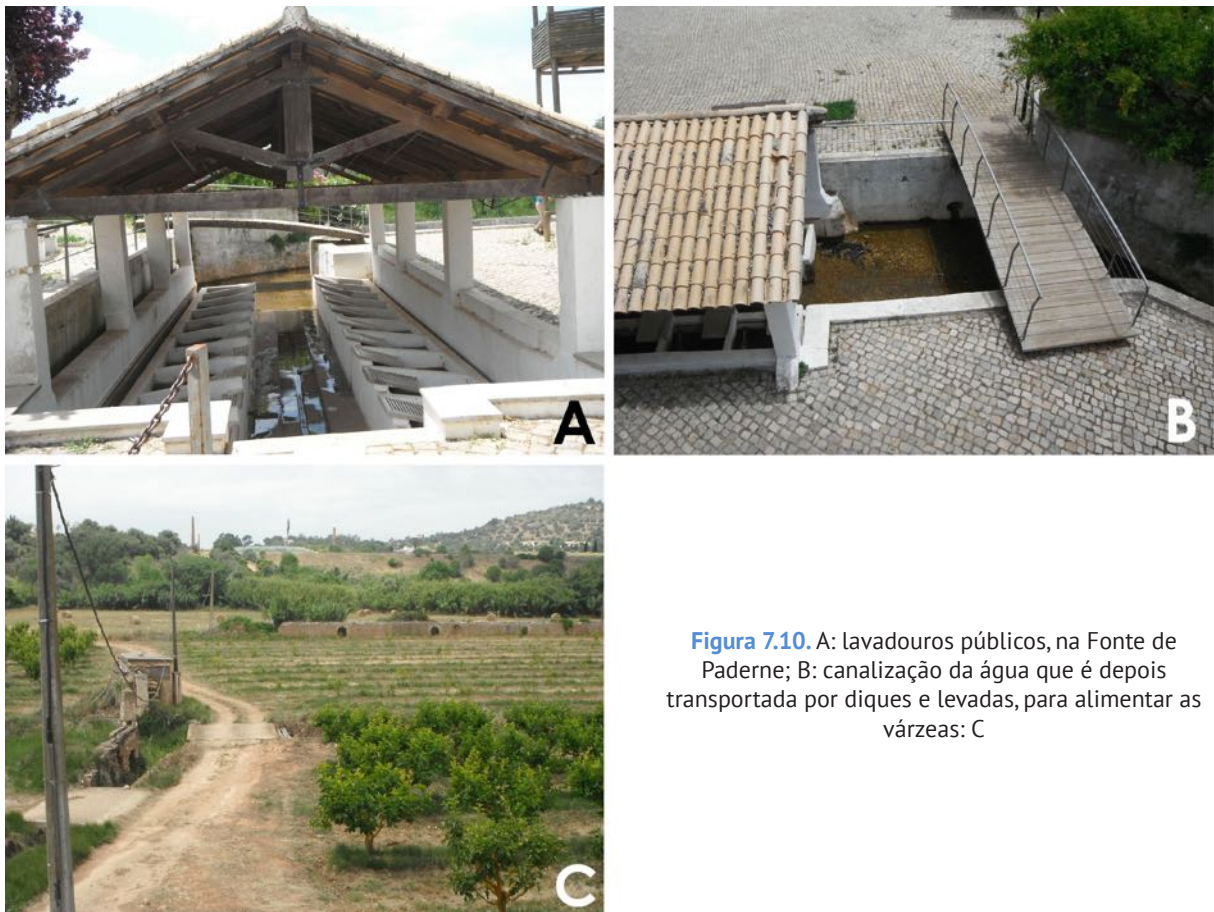 A
B
C
Figura 7.10. A: lavadouros públicos, na Fonte de
Paderne; B: canalização da água que é depois
transportada por diques e levadas, para alimentar as
várzeas: C